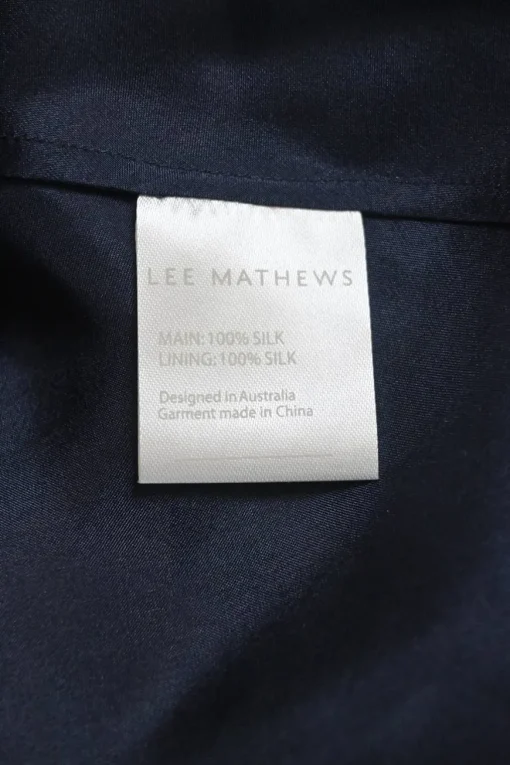 LEE MATHEWS
MAIN: 100% SILK
LINING: 100% SILK
Designed in Australia
Garment made in China